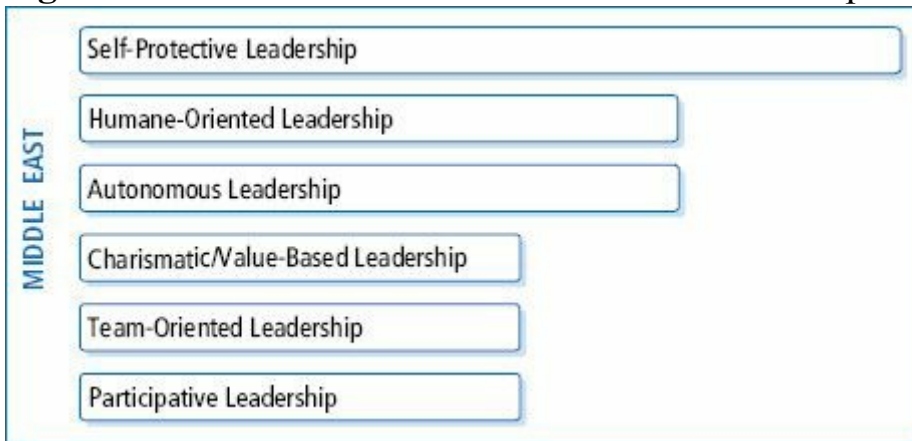 MIDDLE EAST
Self-Protective Leadership
Humane-Oriented Leadership
Autonomous Leadership
Charismatic/Value-Based Leadership
Team-Oriented Leadership
Participative Leadership